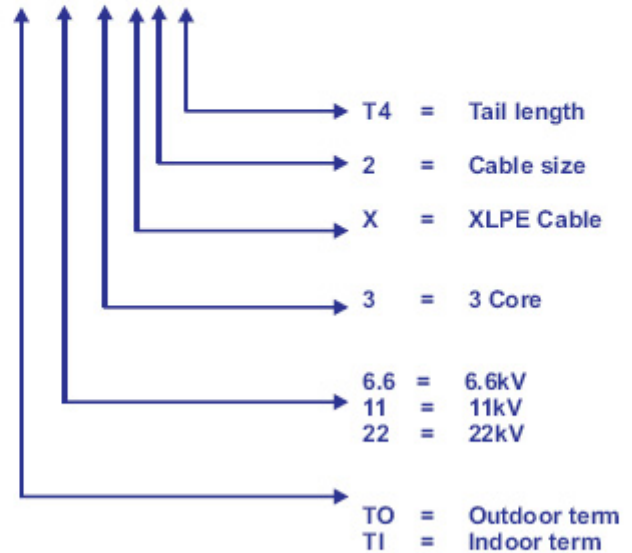 T4 = Tail length
2 = Cable size
X = XLPE Cable
3 = 3 Core
6.6 = 6.6kV
11 = 11kV
22 = 22kV
TO = Outdoor term
TI = Indoor term